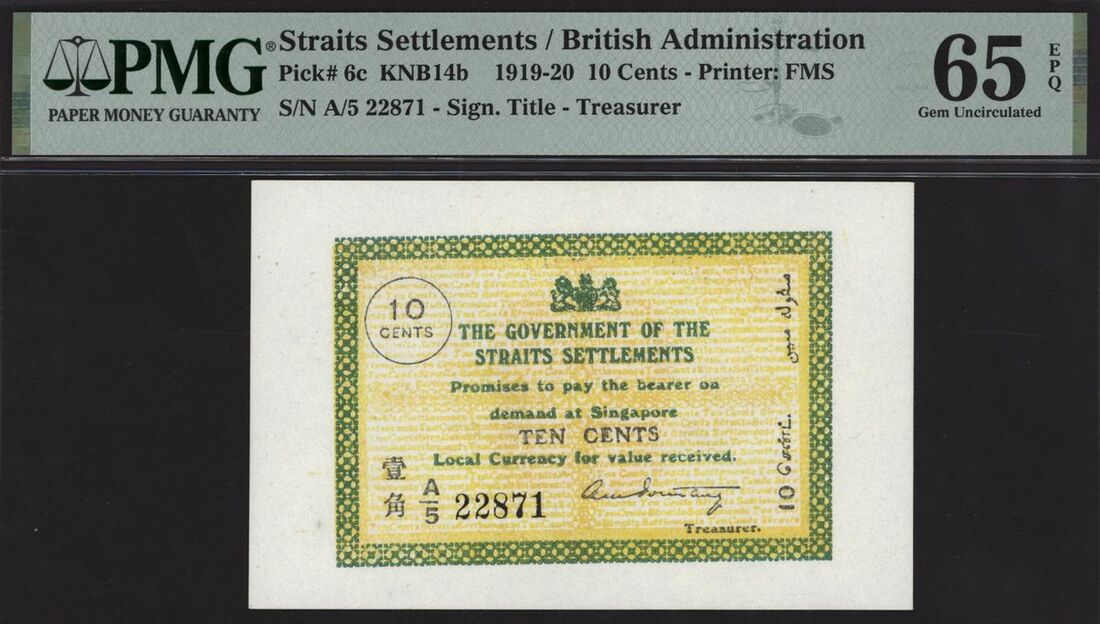 PMG®
PAPER MONEY GUARANTY
Straits Settlements / British Administration
Pick# 6c KNB14b 1919-20 10 Cents - Printer: FMS
S/N A/5 22871 - Sign. Title - Treasurer
65
EPQ
Gem Uncirculated
10
CENTS
THE GOVERNMENT OF THE
STRAITS SETTLEMENTS
Promises to pay the bearer on
demand at Singapore
TEN CENTS
Local Currency for value received.
壹
角
A/5 22871
Treasurer.
10